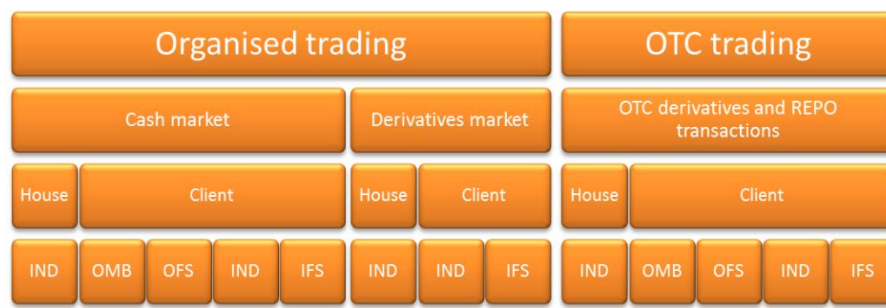 Organised trading
OTC trading
Cash market
Derivatives market
OTC derivatives and REPO
transactions
House
Client
House
Client
House
Client
IND
OMB
OFS
IND
IFS
IND
IND
IFS
IND
OMB
OFS
IND
IFS